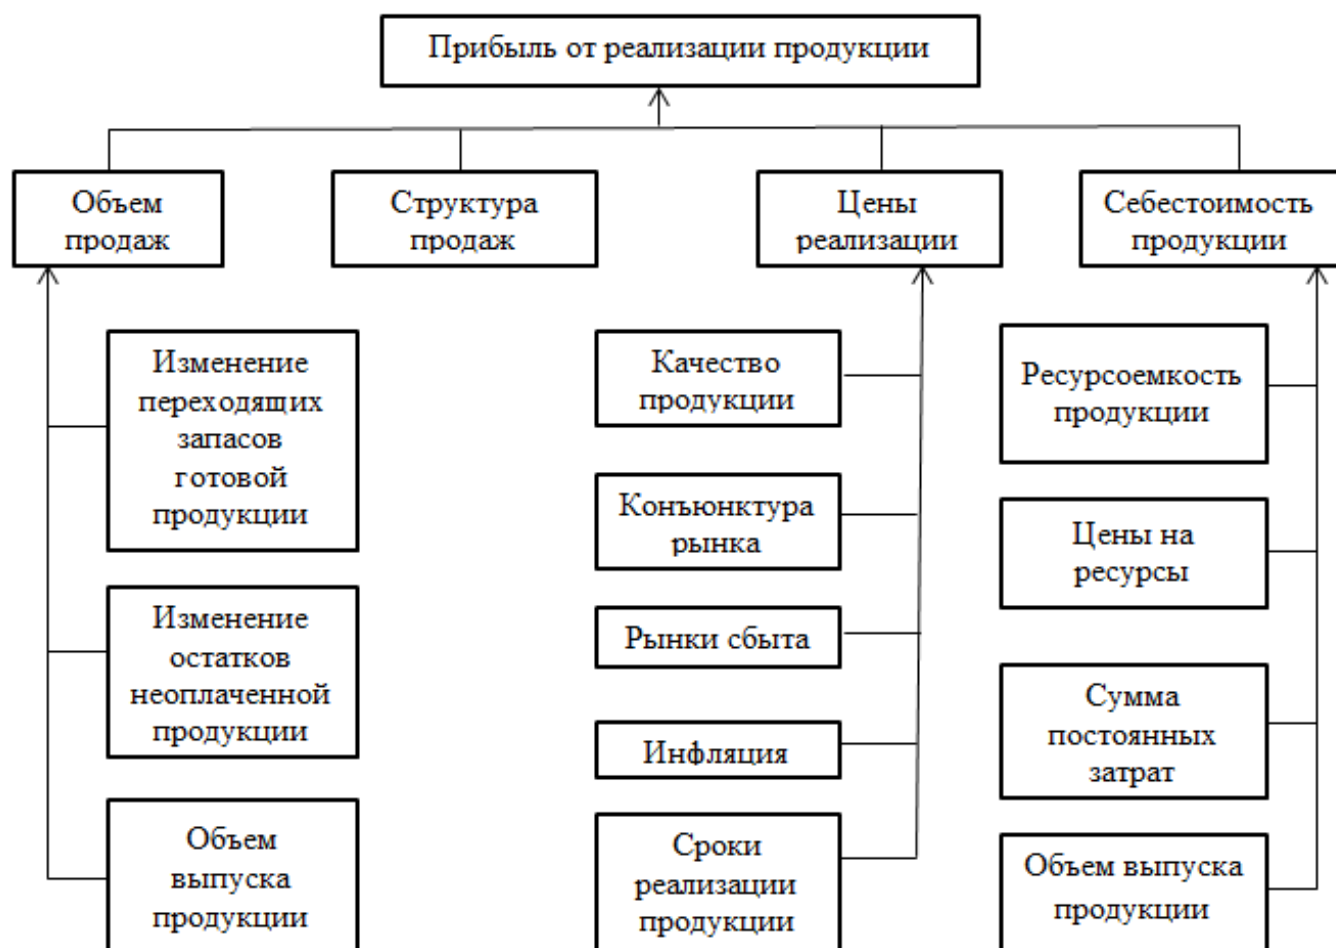 Прибыль от реализации продукции
Объем
продаж
Структура
продаж
Цены
реализации
Себестоимость
продукции
Изменение
переходящих
запасов
готовой
продукции
Изменение
остатков
неоплаченной
продукции
Объем
выпуска
продукции
Качество
продукции
Конъюнктура
рынка
Рынки сбыта
Инфляция
Сроки
реализации
продукции
Ресурсоемкость
продукции
Цены на
ресурсы
Сумма
постоянных
затрат
Объем выпуска
продукции